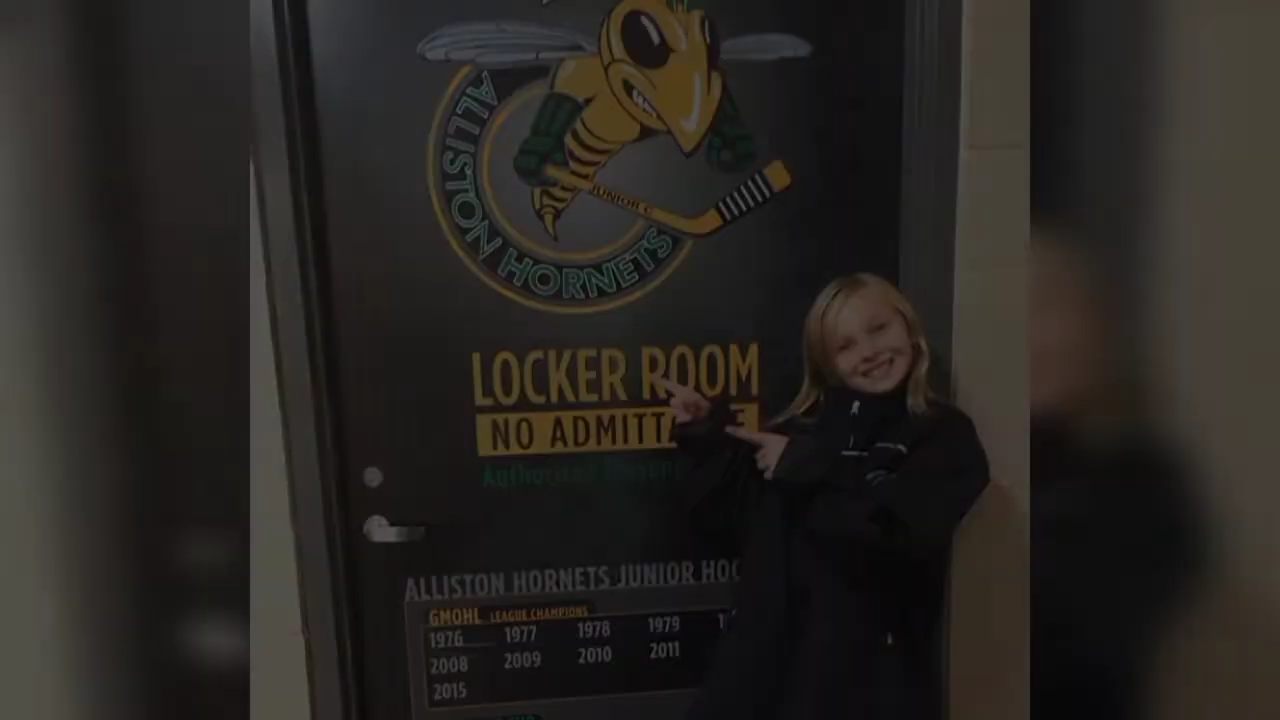 ALLISTON HORNETS
JUNIOR C
LOCKER ROOM
NO ADMITTA
ALLISTON HORNETS JUNIOR HOC
GMOHL LEAGUE CHAMPIONS
1976 1977 1978 1979 1
2008 2009 2010 2011
2015